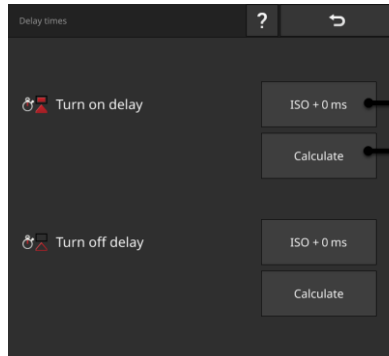 Delay times
?
Turn on delay
ISO + 0 ms
Calculate
Turn off delay
ISO + 0 ms
Calculate